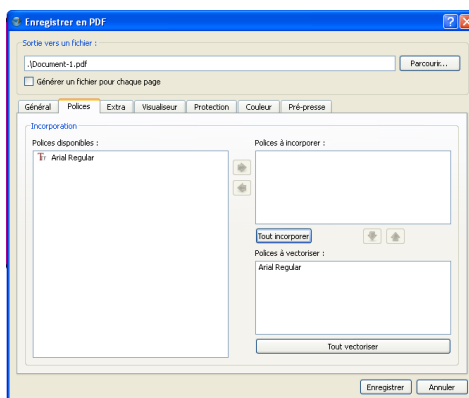 Enregistrer en PDF
Sortie vers un fichier :
.\Document-1.pdf
Parcourir...
Générer un fichier pour chaque page
Général Polices Extra Visualiseur Protection Couleur Pré-presse
Incorporation
Polices disponibles :
Arial Regular
Polices à incorporer :
Tout incorporer
Polices à vectoriser :
Arial Regular
Tout vectoriser
Enregistrer Annuler